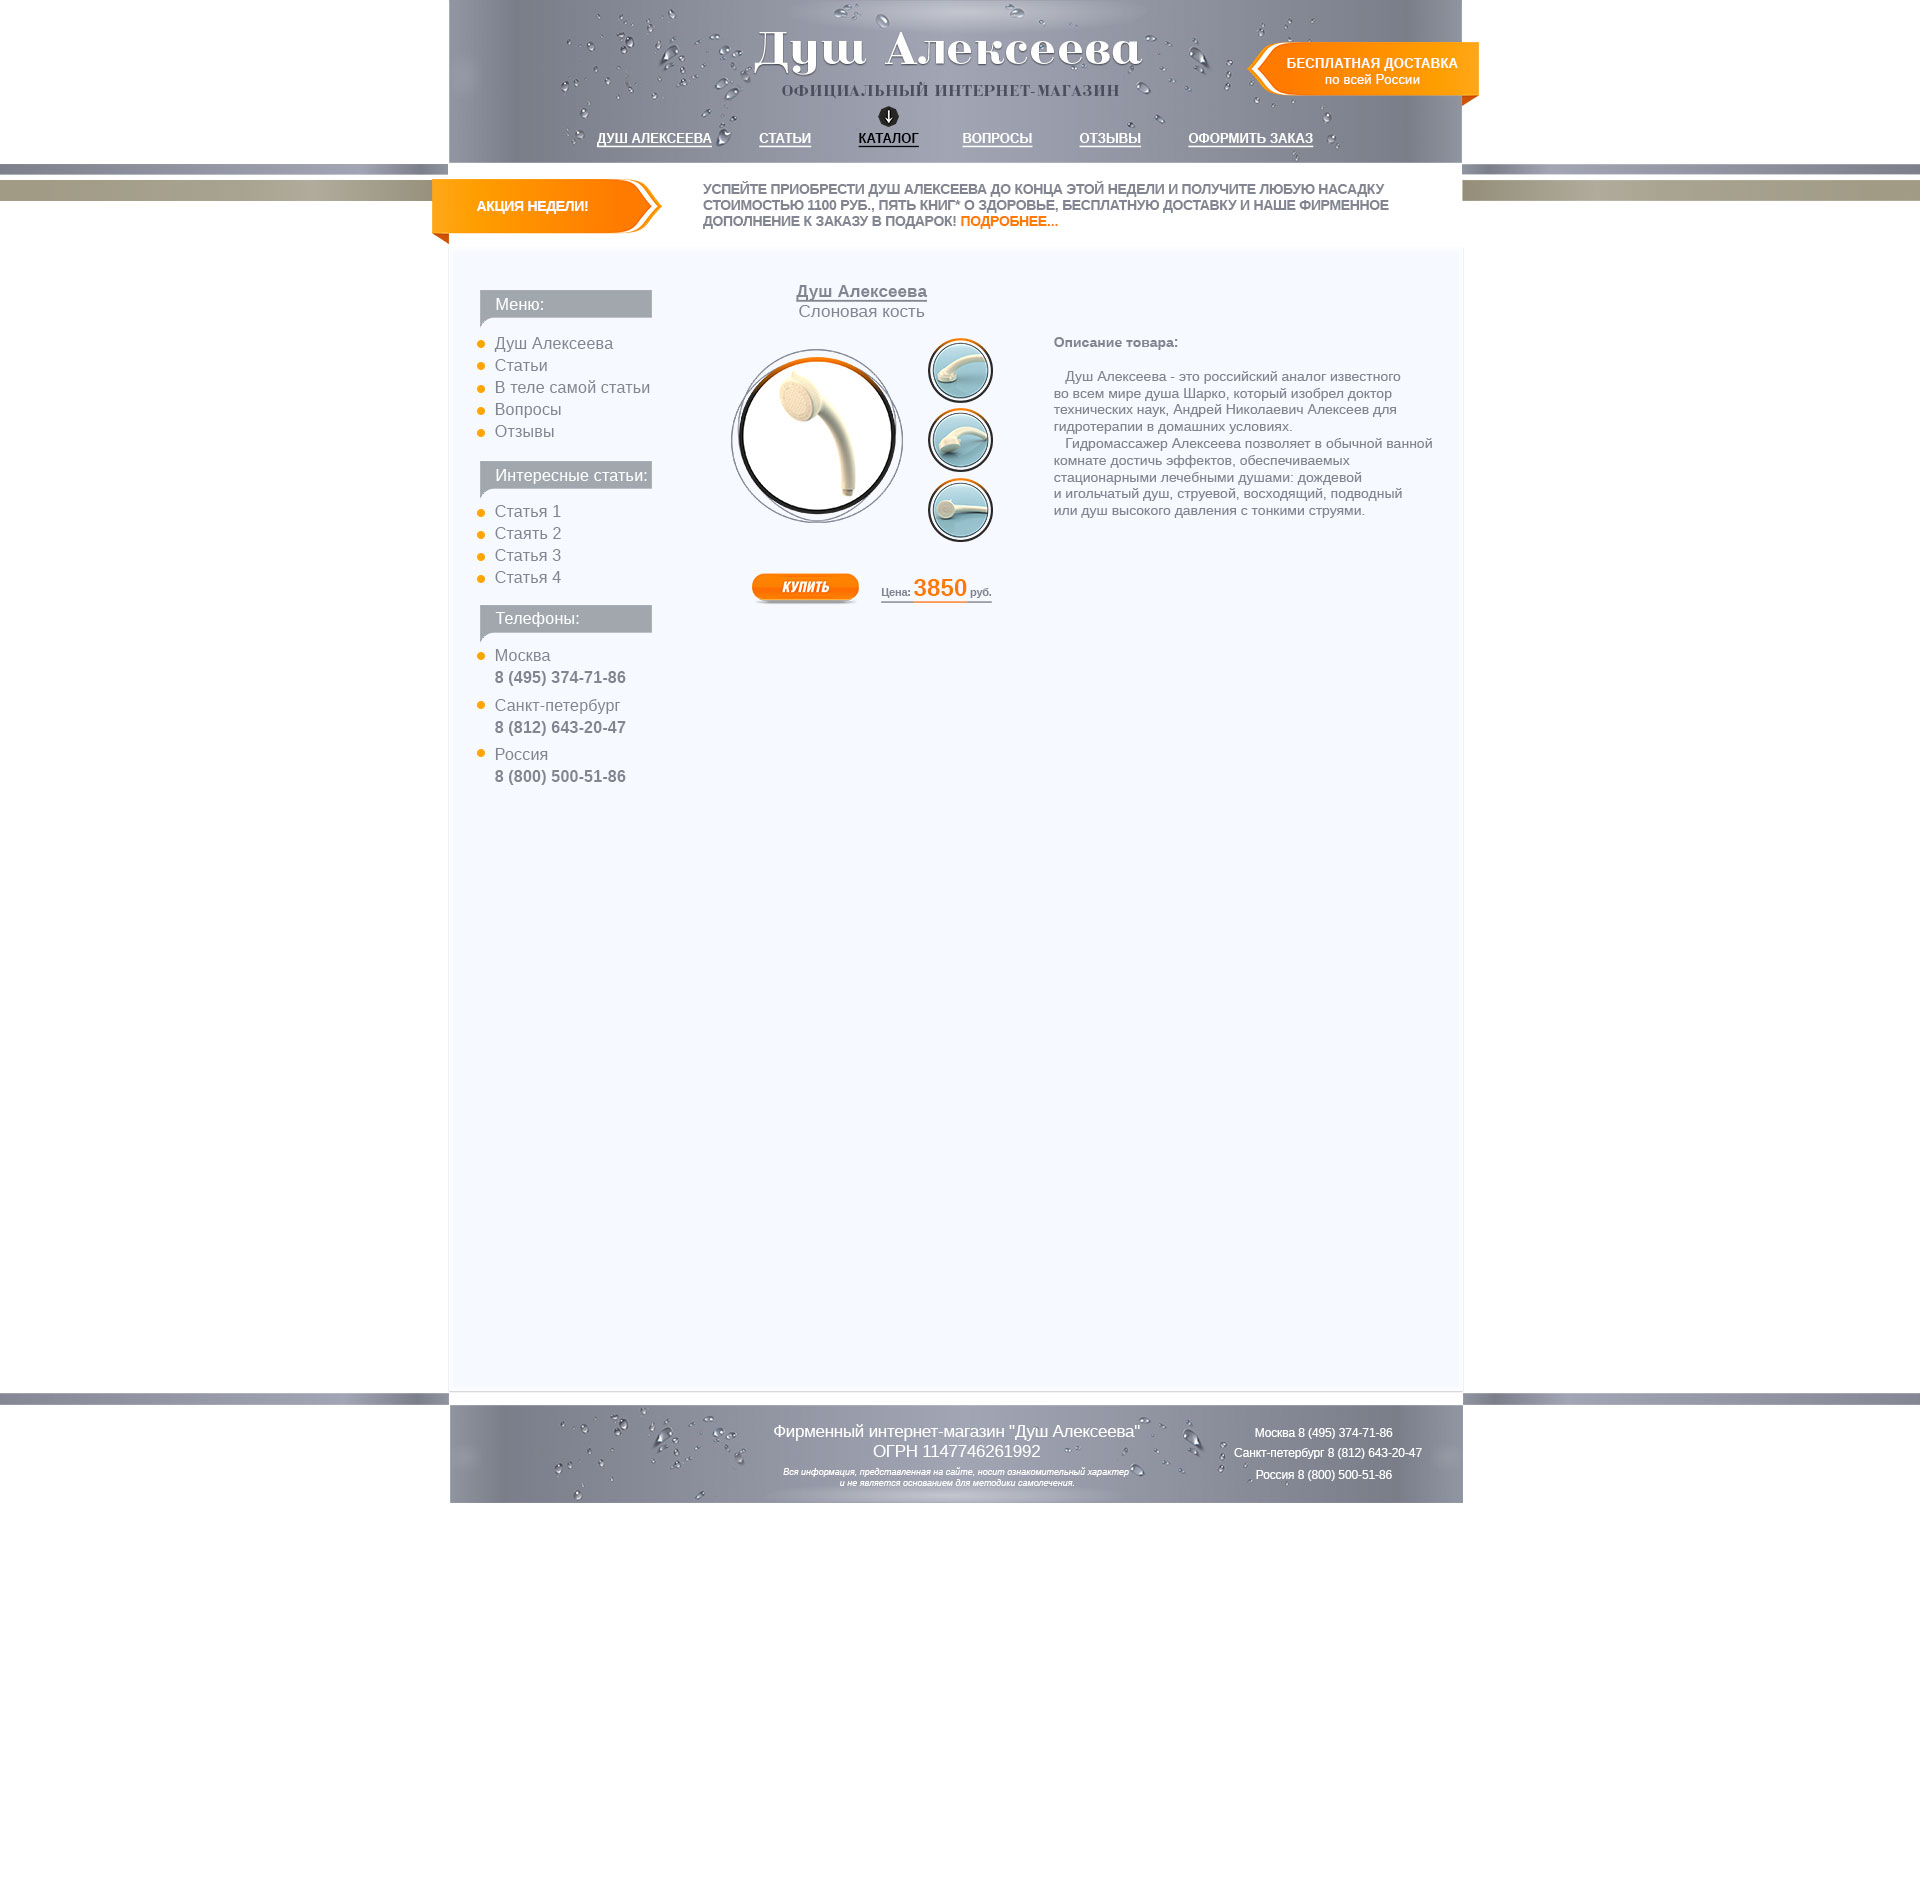 Душ Алексеева
ОФИЦИАЛЬНЫЙ ИНТЕРНЕТ-МАГАЗИН
БЕСПЛАТНАЯ ДОСТАВКА
по всей России
ДУШ АЛЕКСЕЕВА СТАТЬИ КАТАЛОГ ВОПРОСЫ ОТЗЫВЫ ОФОРМИТЬ ЗАКАЗ
АКЦИЯ НЕДЕЛИ!
УСПЕЙТЕ ПРИОБРЕСТИ ДУШ АЛЕКСЕЕВА ДО КОНЦА ЭТОЙ НЕДЕЛИ И ПОЛУЧИТЕ ЛЮБУЮ НАСАДКУ
СТОИМОСТЬЮ 1100 РУБ., ПЯТЬ КНИГ* О ЗДОРОВЬЕ, БЕСПЛАТНУЮ ДОСТАВКУ И НАШЕ ФИРМЕННОЕ
ДОПОЛНЕНИЕ К ЗАКАЗУ В ПОДАРОК! ПОДРОБНЕЕ...
Меню:
Душ Алексеева
Статьи
В теле самой статьи
Вопросы
Отзывы
Интересные статьи:
Статья 1
Стаять 2
Статья 3
Статья 4
Телефоны:
Москва
8 (495) 374-71-86
Санкт-петербург
8 (812) 643-20-47
Россия
8 (800) 500-51-86
Душ Алексеева
Слоновая кость
КУПИТЬ
Цена: 3850 руб.
Описание товара:
Душ Алексеева - это российский аналог известного
во всем мире душа Шарко, который изобрел доктор
технических наук, Андрей Николаевич Алексеев для
гидротерапии в домашних условиях.
Гидромассажер Алексеева позволяет в обычной ванной
комнате достичь эффектов, обеспечиваемых
стационарными лечебными душами: дождевой
и игольчатый душ, струевой, восходящий, подводный
или душ высокого давления с тонкими струями.
Фирменный интернет-магазин "Душ Алексеева"
ОГРН 1147746261992
Вся информация, представленная на сайте, носит ознакомительный характер
и не является основанием для методики самолечения.
Москва 8 (495) 374-71-86
Санкт-петербург 8 (812) 643-20-47
Россия 8 (800) 500-51-86